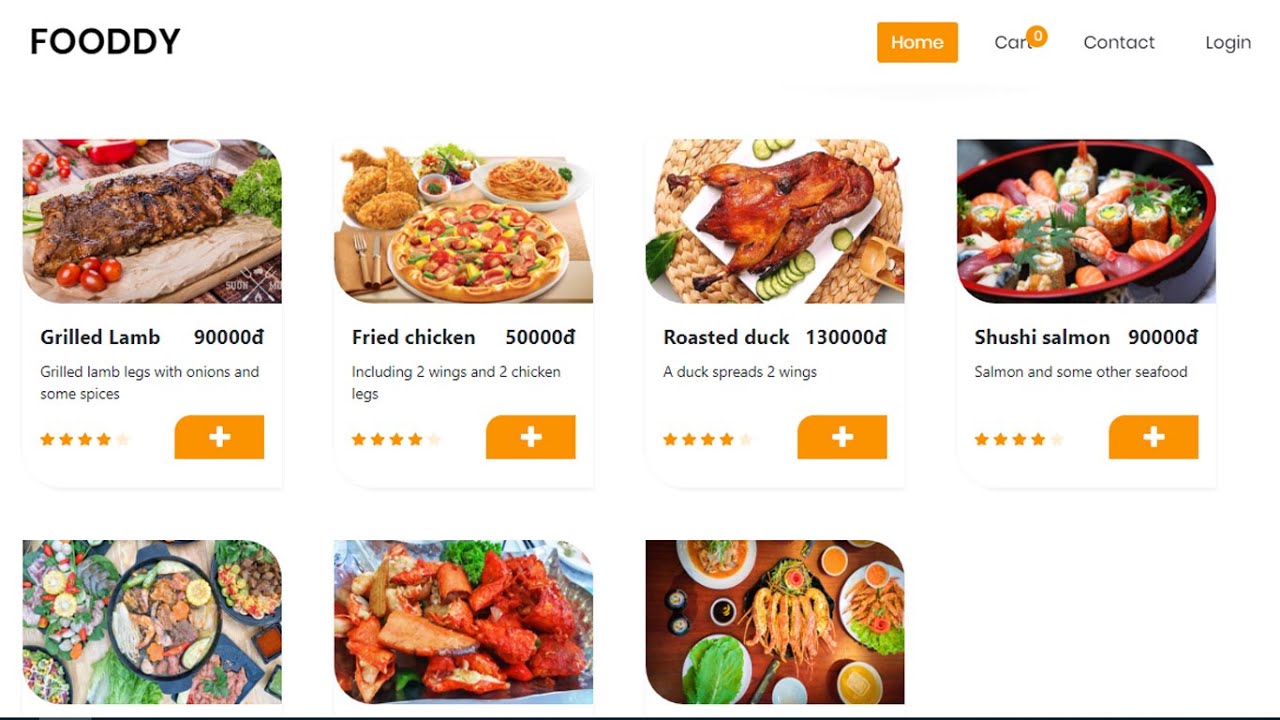 FOODDY
Home
Cart
0
Contact
Login
Grilled Lamb 90000đ
Grilled lamb legs with onions and
some spices
Fried chicken 50000đ
Including 2 wings and 2 chicken
legs
Roasted duck 130000đ
A duck spreads 2 wings
Shushi salmon 90000đ
Salmon and some other seafood